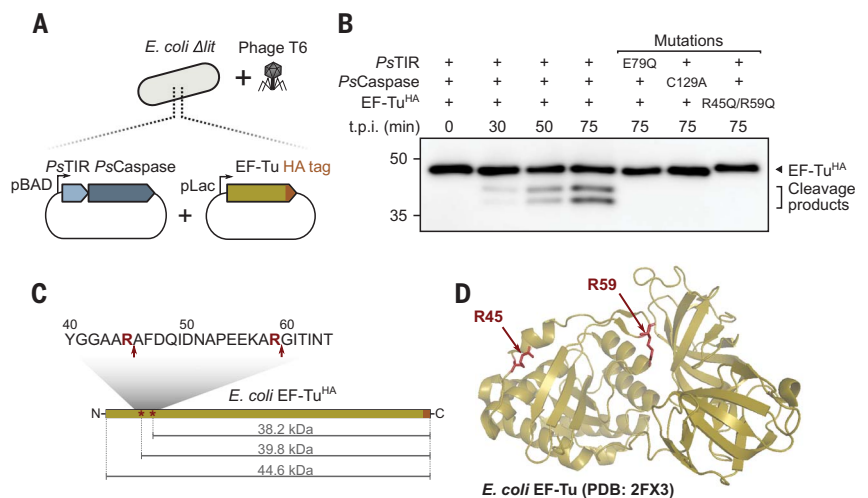 A
E. coli Δlit
Phage T6
+
PsTIR PsCaspase
EF-Tu HA tag
pBAD
pLac
+
B
Mutations
PsTIR + + + + E79Q + +
PsCaspase + + + + + C129A +
EF-TuHA + + + + + + R45Q/R59Q
t.p.i. (min) 0 30 50 75 75 75 75
50
EF-TuHA
Cleavage
products
35
C
40 50 60
YGGAARAFDQIDNAPEEKARGITINT
E. coli EF-TuHA
N C
38.2 kDa
39.8 kDa
44.6 kDa
D
R59
R45
E. coli EF-Tu (PDB: 2FX3)